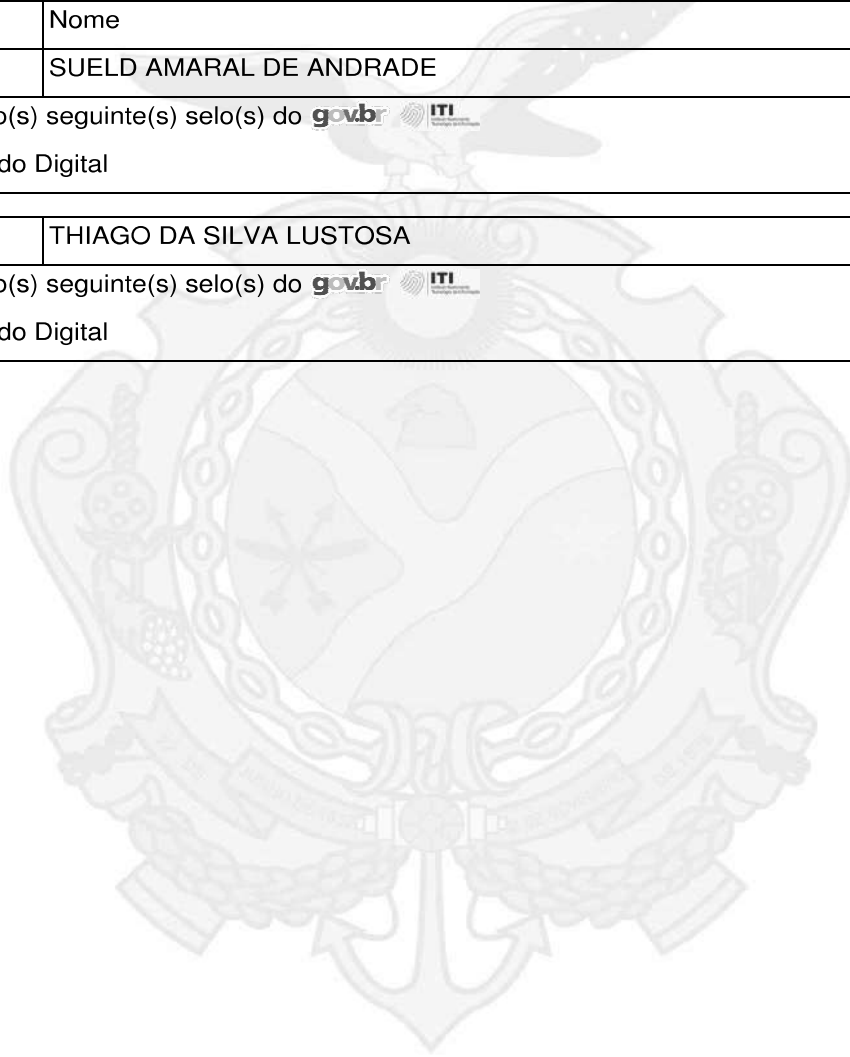 Nome
SUELD AMARAL DE ANDRADE
o(s) seguinte(s) selo(s) do gov.br ITI
do Digital
THIAGO DA SILVA LUSTOSA
o(s) seguinte(s) selo(s) do gov.br ITI
do Digital